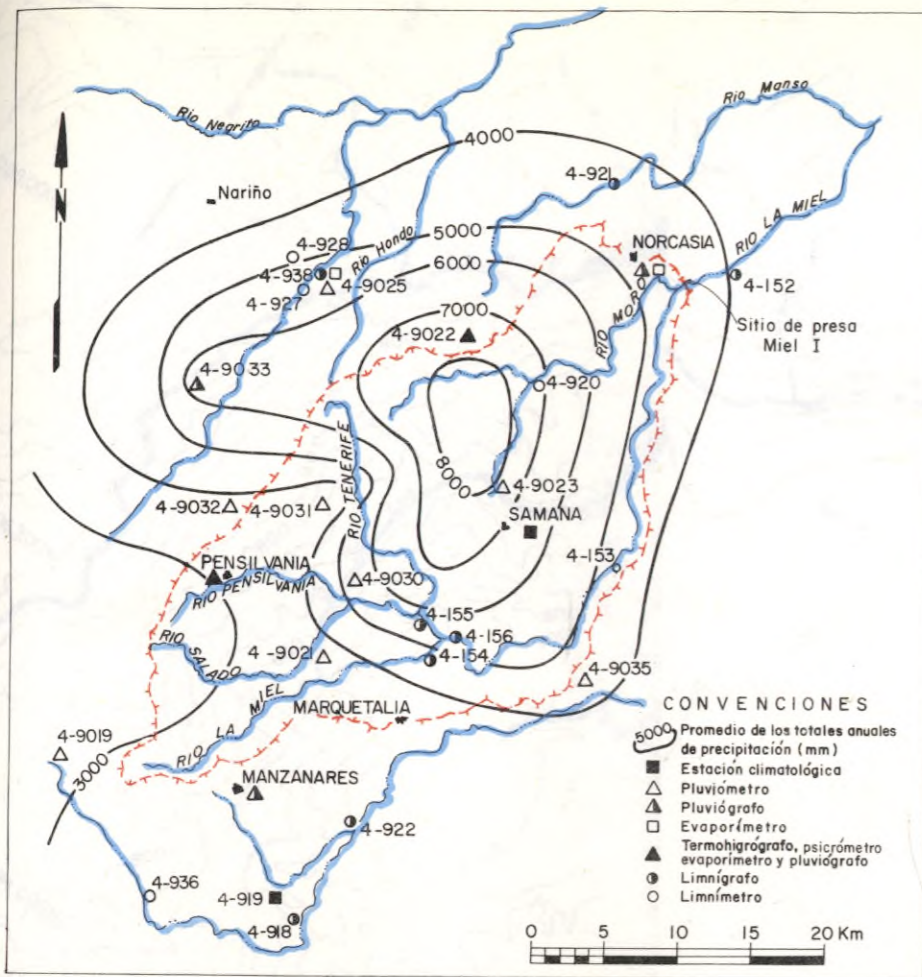 Rio Negrito
Rio Manso
4000
4-921
Nariño
N
RIO LA MIEL
5000
NORCASIA
4-928
Rio Hondo
6000
4-938
4-9025
4-152
4-927
RIO MORO
7000
Sitio de presa
Miel I
4-9022
4-9033
4-920
8000
RIO TENERIFE
4-9023
4-9032
4-9031
SAMANA
PENSILVANIA
4-153
RIO PENSILVANIA
4-9030
4-155
4-156
RIO SALADO
4-9021
4-154
4-9035
RIO LA MIEL
MARQUETALIA
4-9019
3000
MANZANARES
4-922
4-936
4-919
4-918
CONVENCIONES
5000 Promedio de los totales anuales
de precipitación (mm)
Estación climatológica
Pluviómetro
Pluviógrafo
Evaporímetro
Termohigrógrafo, psicrómetro
evaporímetro y pluviógrafo
Limnígrafo
Limnímetro
0 5 10 15 20 Km